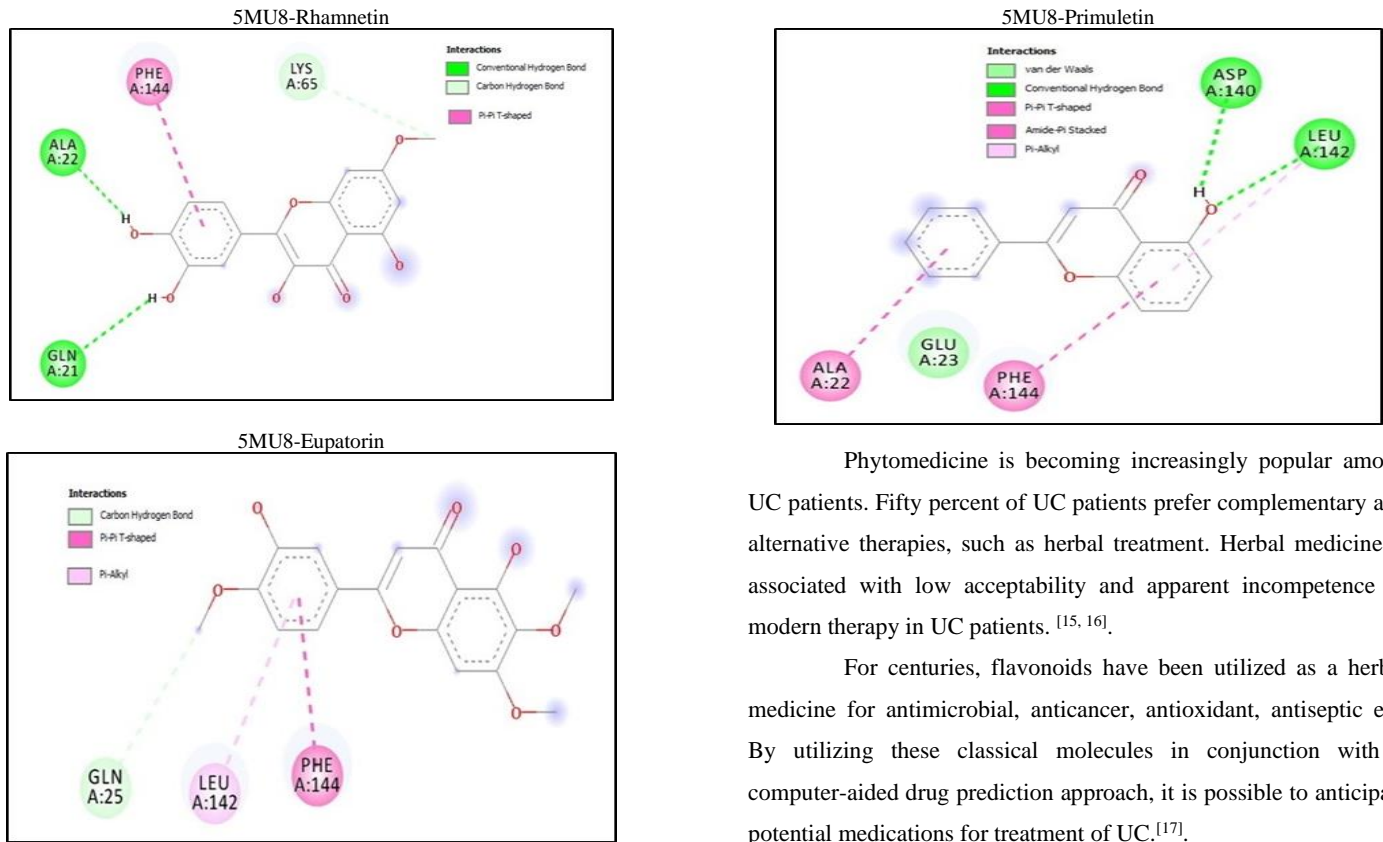 5MU8-Rhamnetin
PHE
A:144
LYS
A:65
Interactions
Conventional Hydrogen Bond
Carbon Hydrogen Bond
Pi-Pi T-shaped
ALA
A:22
H
O
H-O
O
O
O
O
O
GLN
A:21
5MU8-Eupatorin
Interactions
Carbon Hydrogen Bond
Pi-Pi T-shaped
Pi-Alkyl
O
O
O
O
O
O
O
GLN
A:25
LEU
A:142
PHE
A:144
5MU8-Primuletin
Interactions
van der Waals
Conventional Hydrogen Bond
Pi-Pi T-shaped
Amide-Pi Stacked
Pi-Alkyl
ASP
A:140
LEU
A:142
O
H
O
O
ALA
A:22
GLU
A:23
PHE
A:144
Phytomedicine is becoming increasingly popular amo
UC patients. Fifty percent of UC patients prefer complementary a
alternative therapies, such as herbal treatment. Herbal medicine
associated with low acceptability and apparent incompetence
modern therapy in UC patients. [15, 16].
For centuries, flavonoids have been utilized as a herb
medicine for antimicrobial, anticancer, antioxidant, antiseptic e
By utilizing these classical molecules in conjunction with
computer-aided drug prediction approach, it is possible to anticipa
potential medications for treatment of UC.[17].